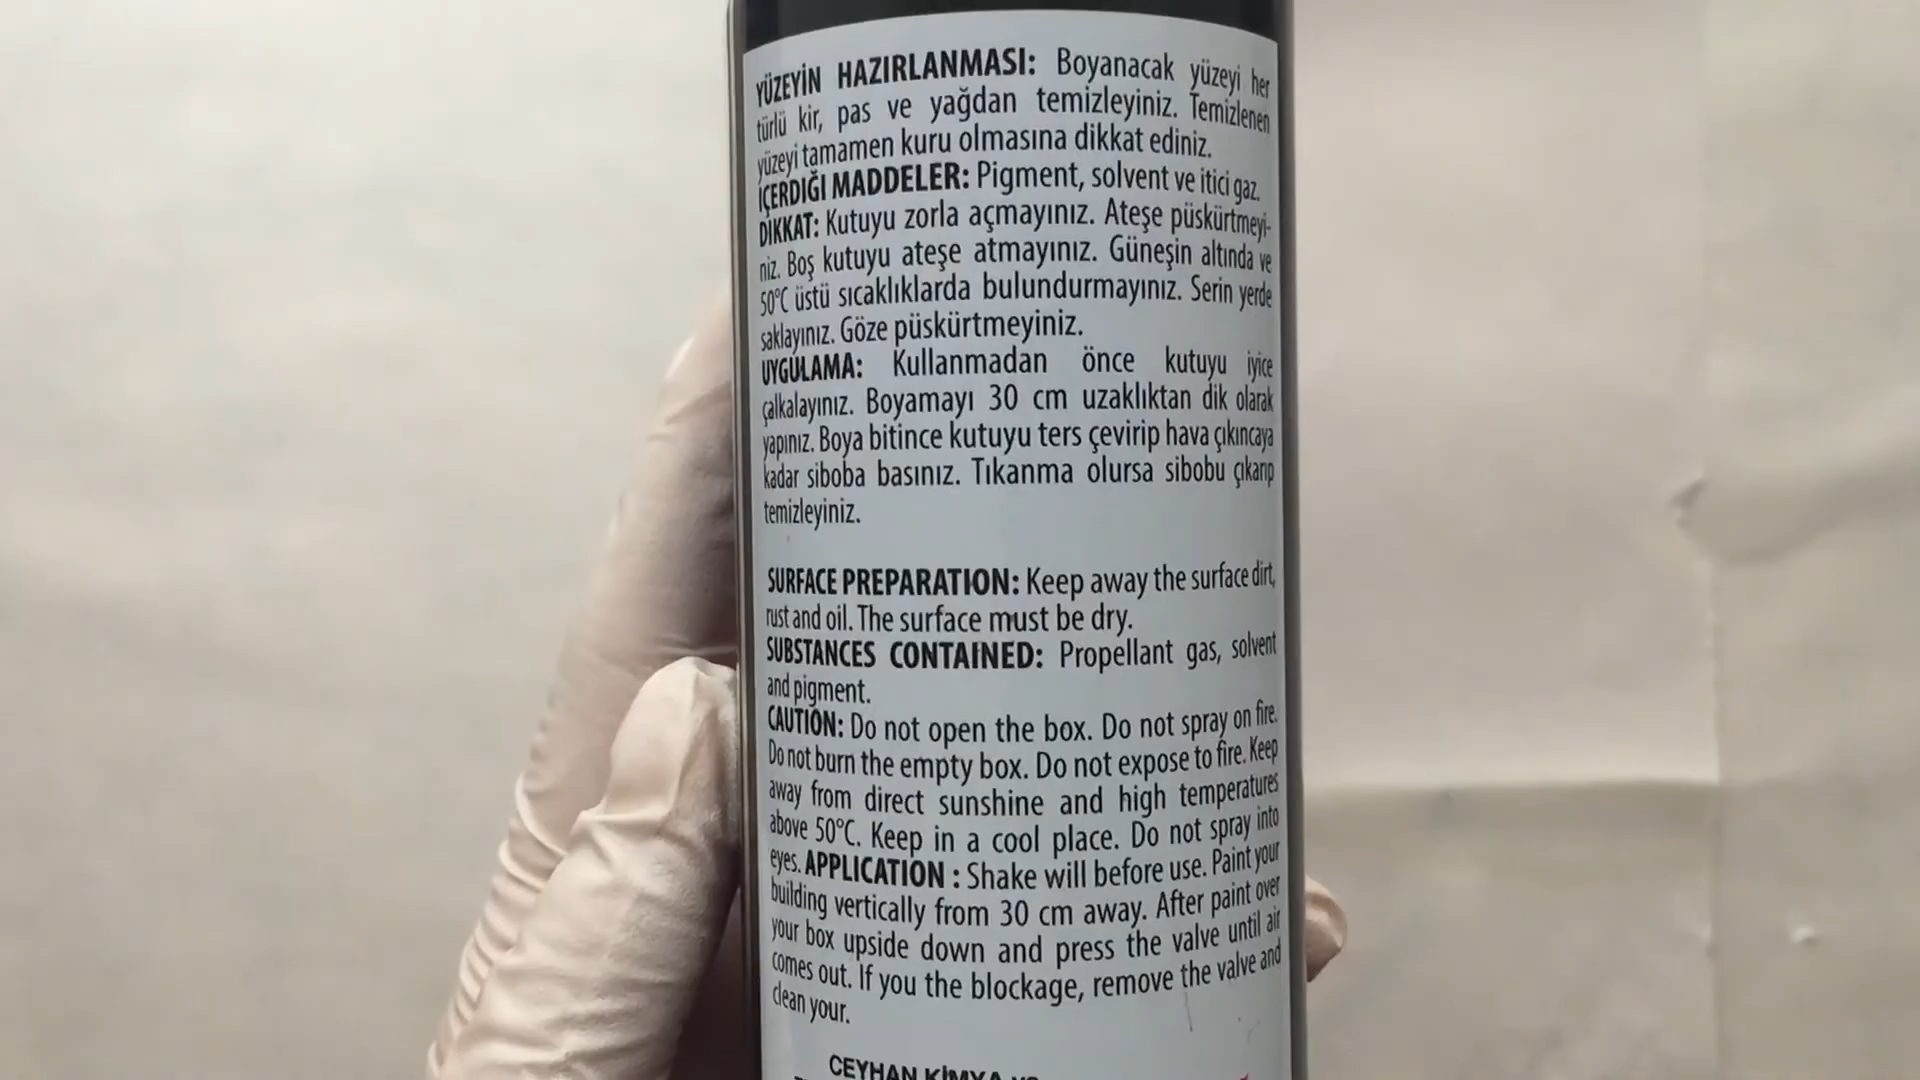 YÜZEYİN HAZIRLANMASI: Boyanacak yüzeyi her
türlü kir, pas ve yağdan temizleyiniz. Temizlenen
yüzeyi tamamen kuru olmasına dikkat ediniz.
İÇERDİĞİ MADDELER: Pigment, solvent ve itici gaz.
DİKKAT: Kutuyu zorla açmayınız. Ateşe püskürtmeyi-
niz. Boş kutuyu ateşe atmayınız. Güneşin altında ve
50°C üstü sıcaklıklarda bulundurmayınız. Serin yerde
saklayınız. Göze püskürtmeyiniz.
UYGULAMA: Kullanmadan önce kutuyu iyice
çalkalayınız. Boyamayı 30 cm uzaklıktan dik olarak
yapınız. Boya bitince kutuyu ters çevirip hava çıkıncaya
kadar siboba basınız. Tıkanma olursa sibobu çıkarıp
temizleyiniz.
SURFACE PREPARATION: Keep away the surface dirt,
rust and oil. The surface must be dry.
SUBSTANCES CONTAINED: Propellant gas, solvent
and pigment.
CAUTION: Do not open the box. Do not spray on fire.
Do not burn the empty box. Do not expose to fire. Keep
away from direct sunshine and high temperatures
above 50°C. Keep in a cool place. Do not spray into
eyes. APPLICATION : Shake will before use. Paint your
building vertically from 30 cm away. After paint over
your box upside down and press the valve until air
comes out. If you the blockage, remove the valve and
clean your.
CEYHAN KİMYA